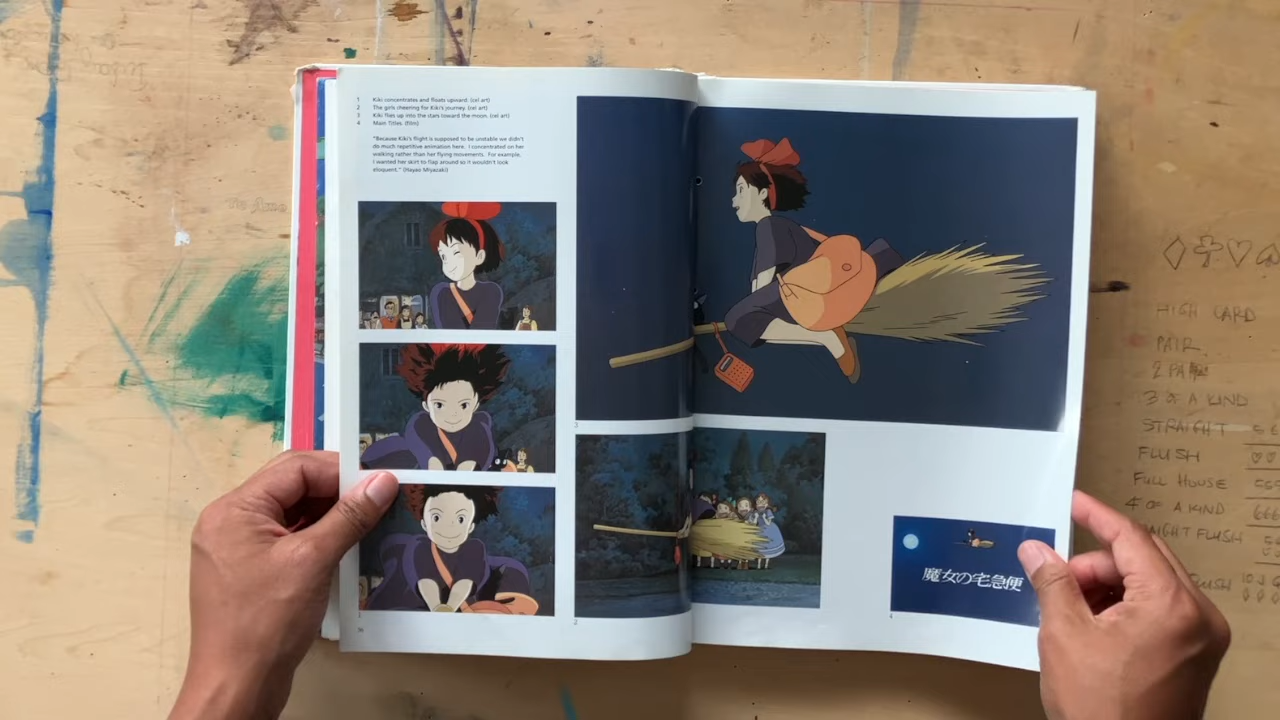 1 Kiki concentrates and floats upward. (cel art)
2 The girls cheering for Kiki's journey. (cel art)
3 Kiki flies up into the stars toward the moon. (cel art)
4 Main Titles. (film)
"Because Kiki's flight is supposed to be unstable we didn't
do much repetitive animation here. I concentrated on her
walking rather than her flying movements. For example,
I wanted her skirt to flap around so it wouldn't look
eloquent." (Hayao Miyazaki)
3
2
魔女の宅急便
4
HIGH CARD
PAIR
2 PAIR
3 OF A KIND
STRAIGHT
FLUSH
FULL HOUSE
4 OF A KIND